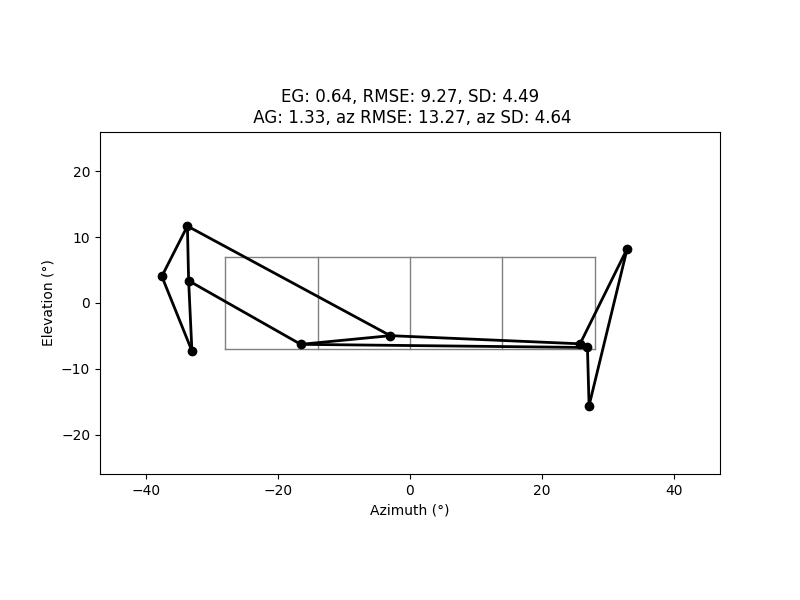 EG: 0.64, RMSE: 9.27, SD: 4.49
AG: 1.33, az RMSE: 13.27, az SD: 4.64
20
10
0
−10
−20
Elevation (°)
−40
−20
0
20
40
Azimuth (°)